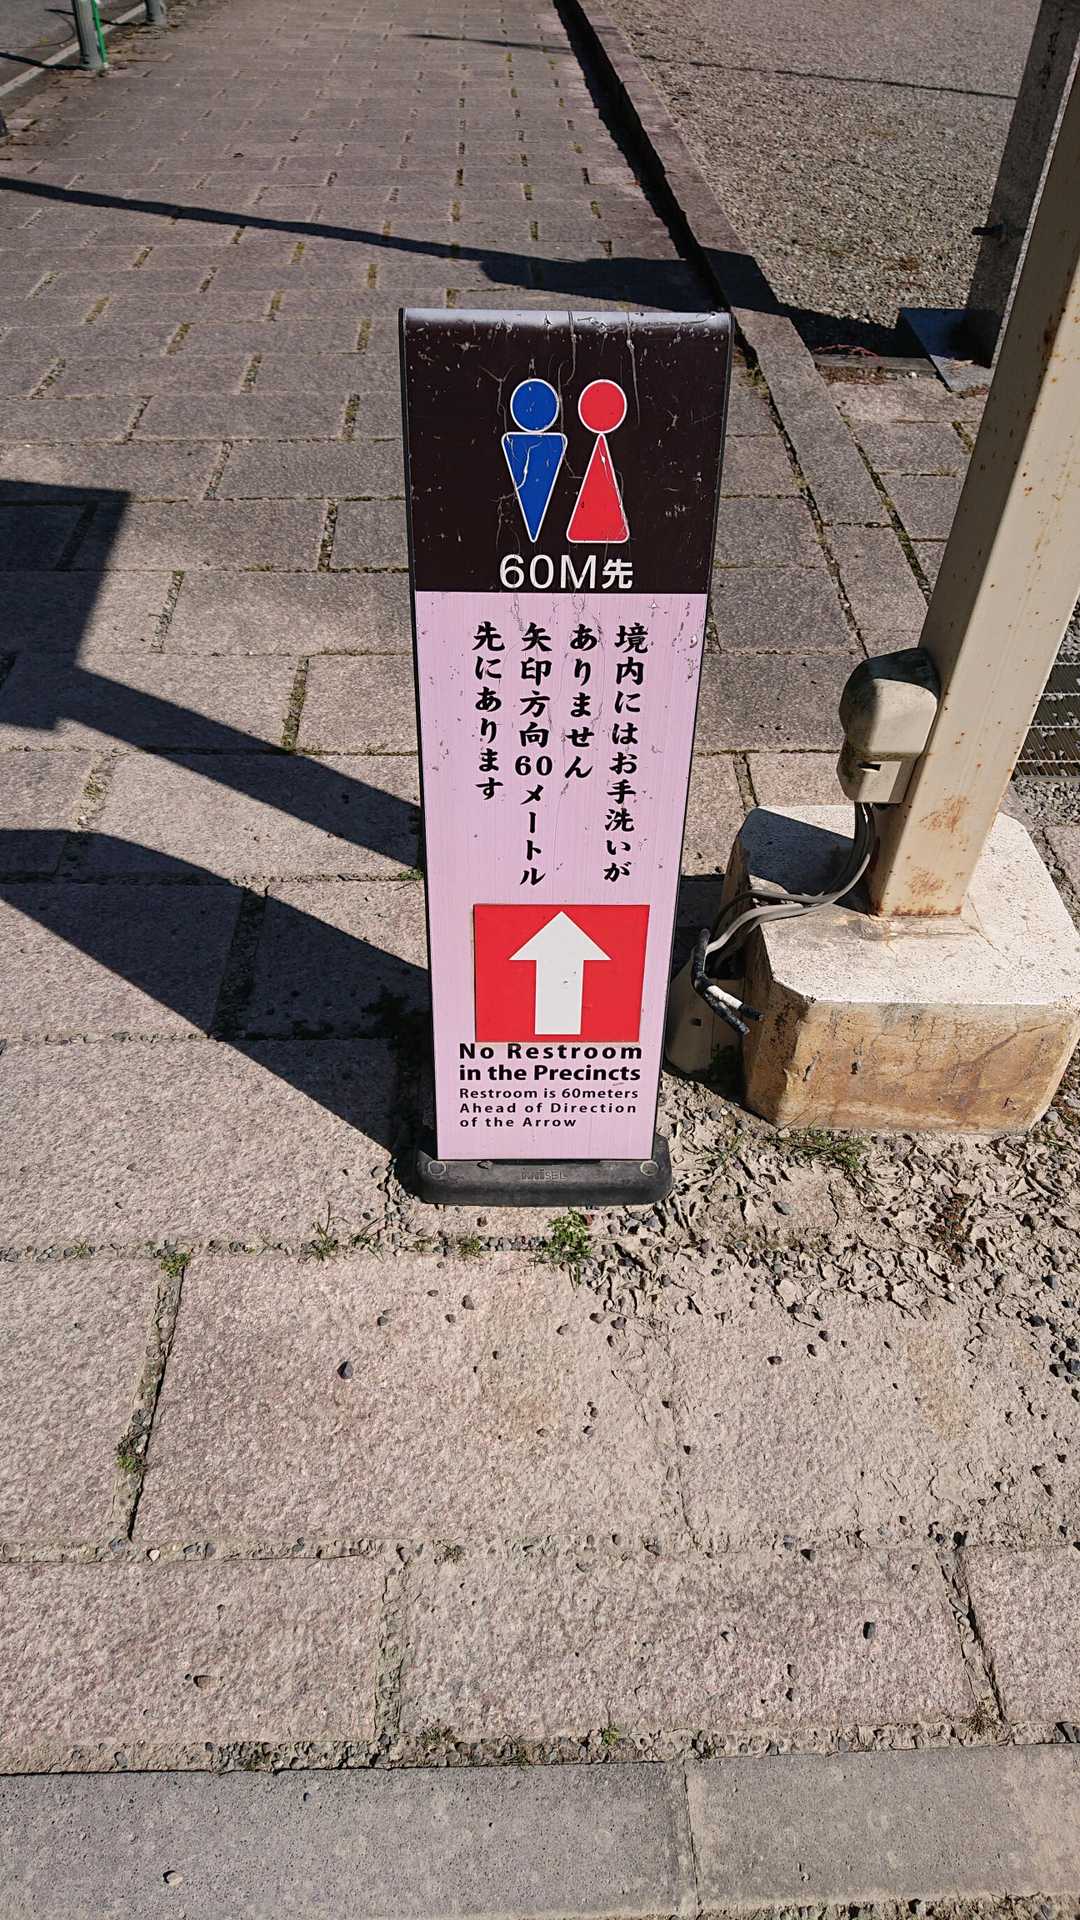 60M先
境内にはお手洗いが
ありません
矢印方向60メートル
先にあります
No Restroom
in the Precincts
Restroom is 60meters
Ahead of Direction
of the Arrow